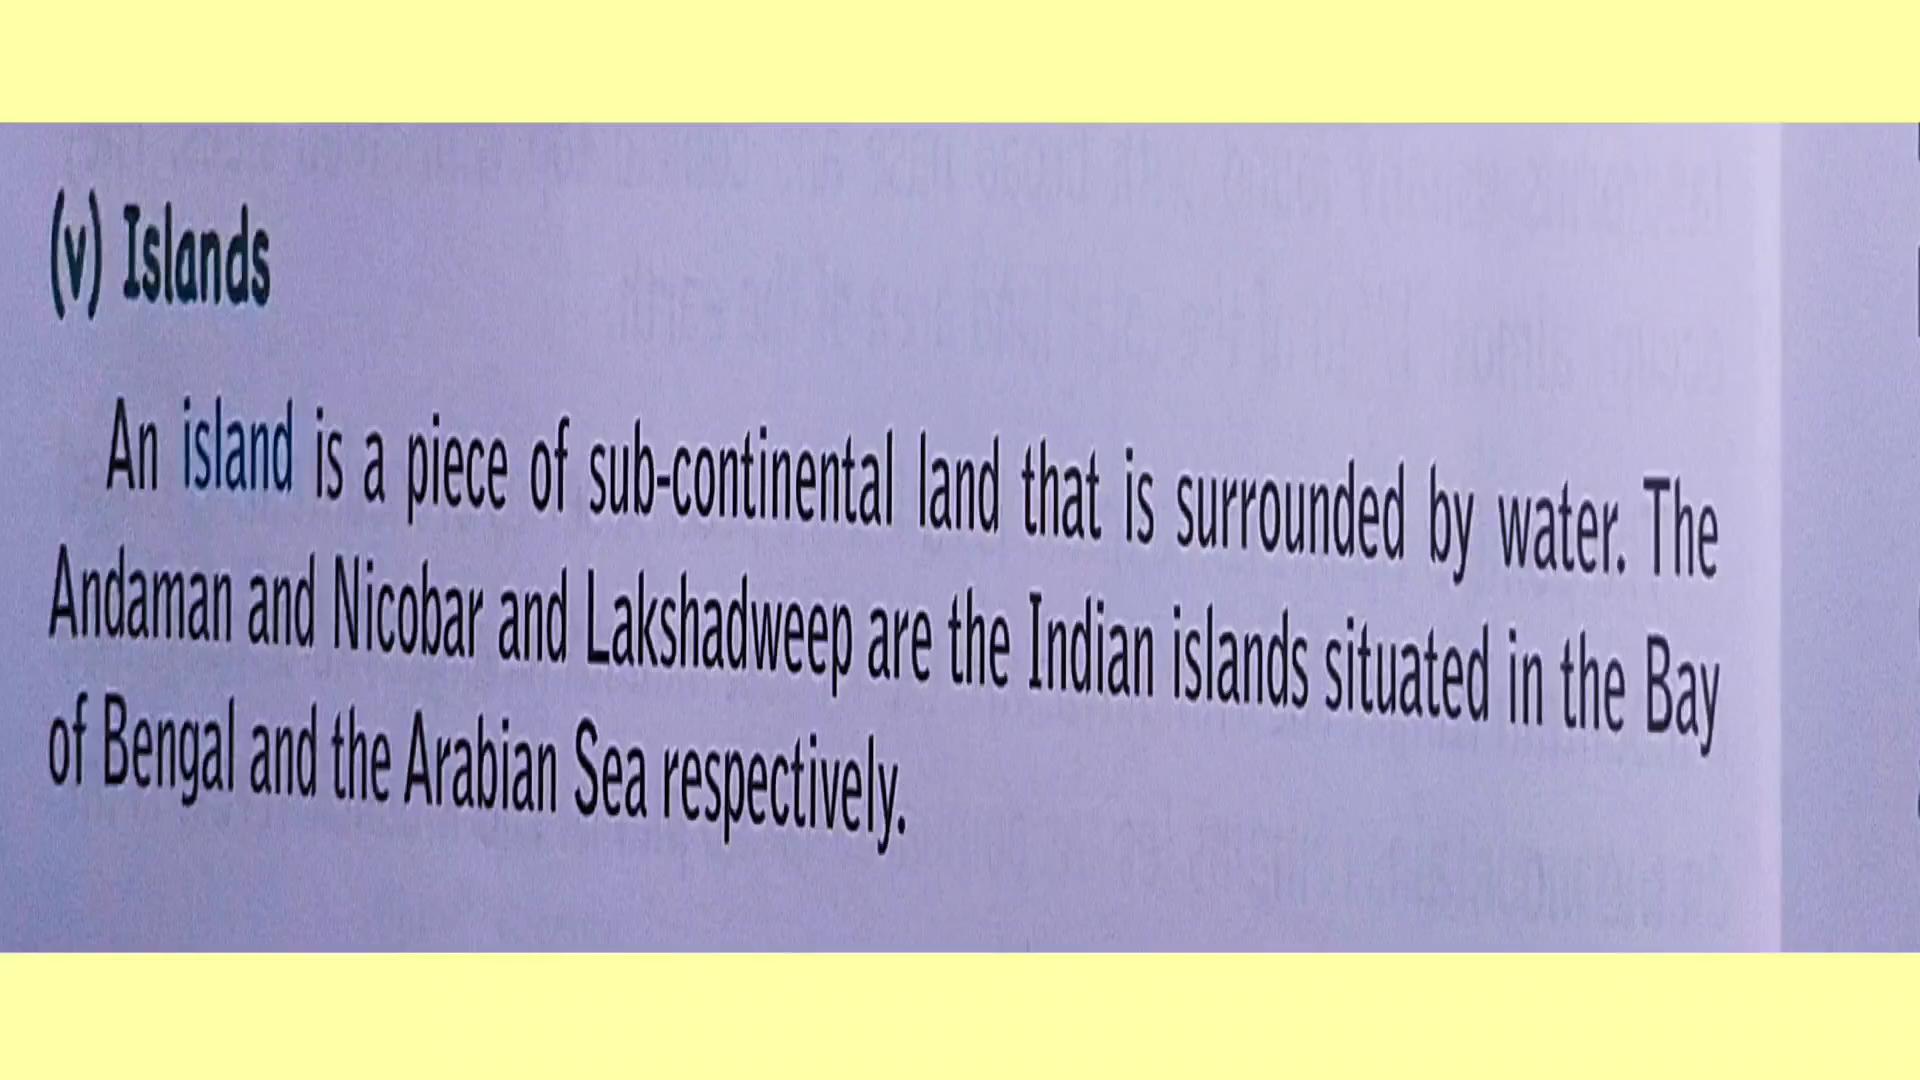 (v) Islands
An island is a piece of sub-continental land that is surrounded by water. The
Andaman and Nicobar and Lakshadweep are the Indian islands situated in the Bay
of Bengal and the Arabian Sea respectively.